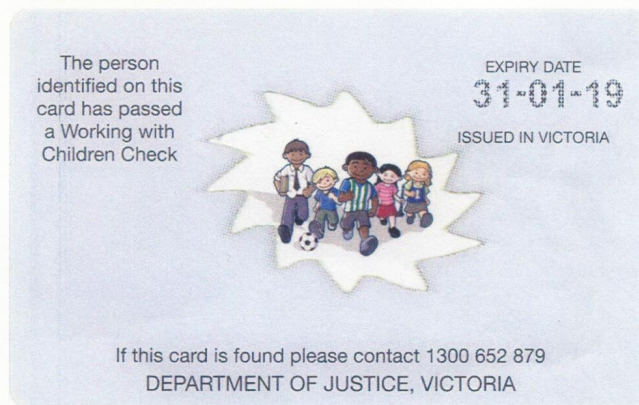 The person
identified on this
card has passed
a Working with
Children Check
EXPIRY DATE
31-01-19
ISSUED IN VICTORIA
If this card is found please contact 1300 652 879
DEPARTMENT OF JUSTICE, VICTORIA